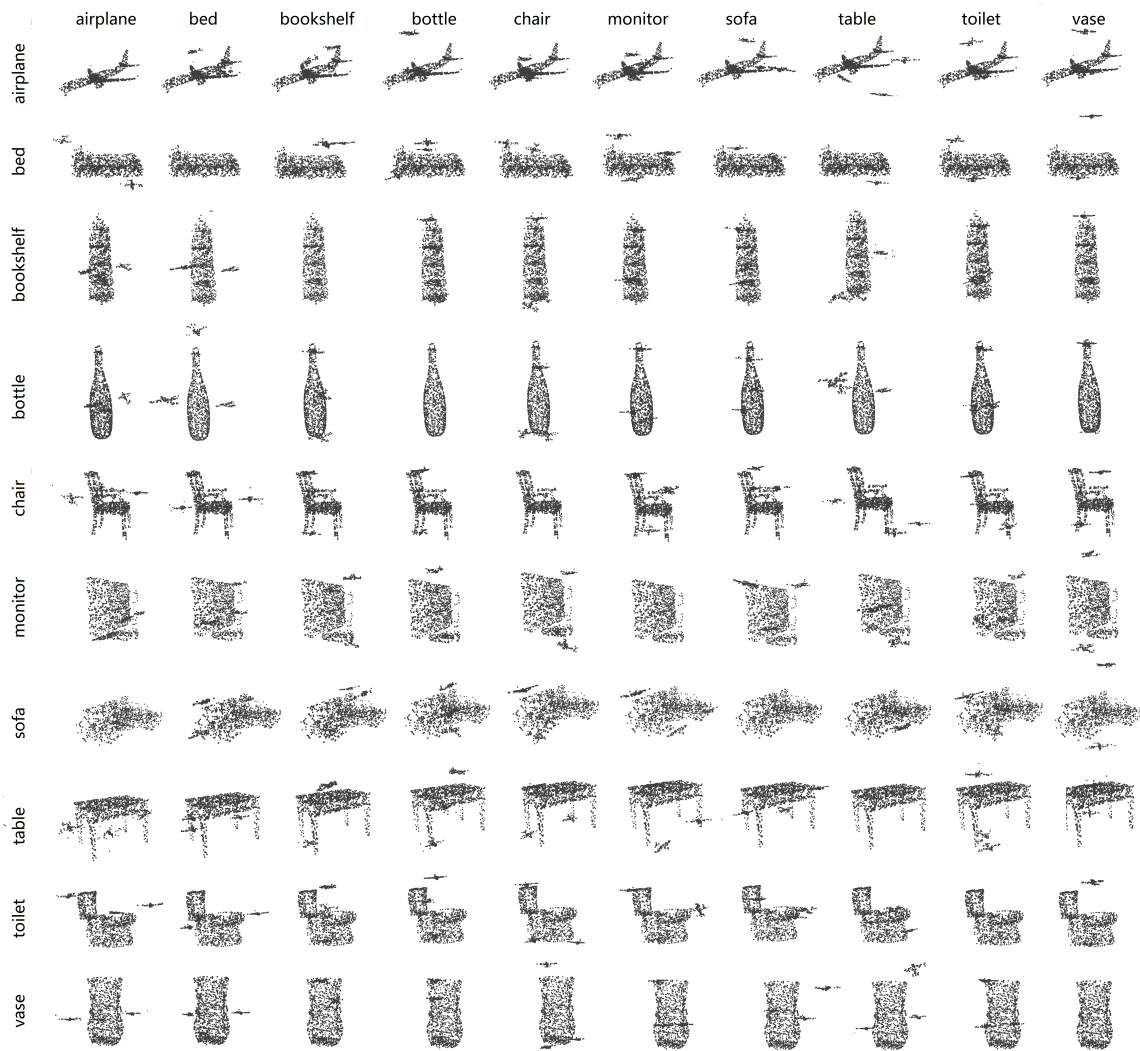 airplane bed bookshelf bottle chair monitor sofa table toilet vase
airplane
bed
bookshelf
bottle
chair
monitor
sofa
table
toilet
vase